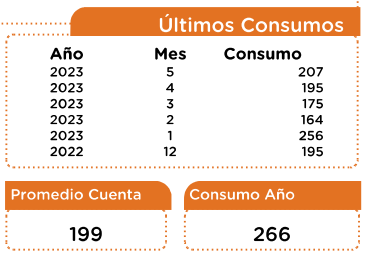 Últimos Consumos
Año Mes Consumo
2023 5 207
2023 4 195
2023 3 175
2023 2 164
2023 1 256
2022 12 195
Promedio Cuenta Consumo Año
199 266